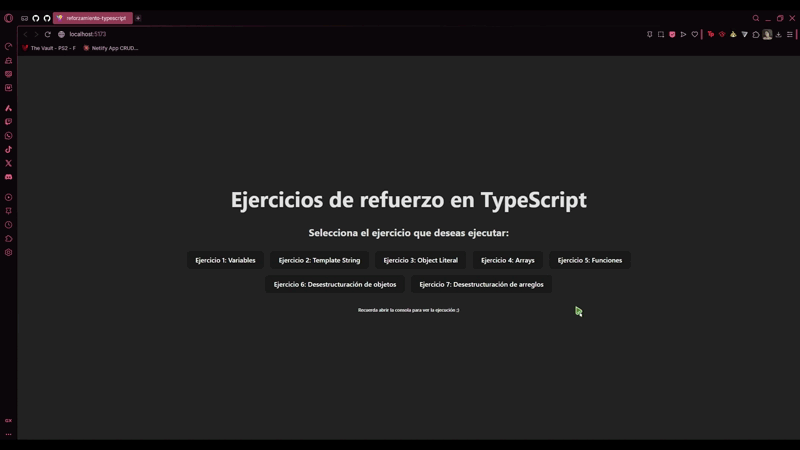 reforzamiento-typescript
localhost:5173
The Vault - PS2 - F
Netlify App CRUD...
Ejercicios de refuerzo en TypeScript
Selecciona el ejercicio que deseas ejecutar:
Ejercicio 1: Variables
Ejercicio 2: Template String
Ejercicio 3: Object Literal
Ejercicio 4: Arrays
Ejercicio 5: Funciones
Ejercicio 6: Desestructuración de objetos
Ejercicio 7: Desestructuración de arreglos
Recuerda abrir la consola para ver la ejecución ;)